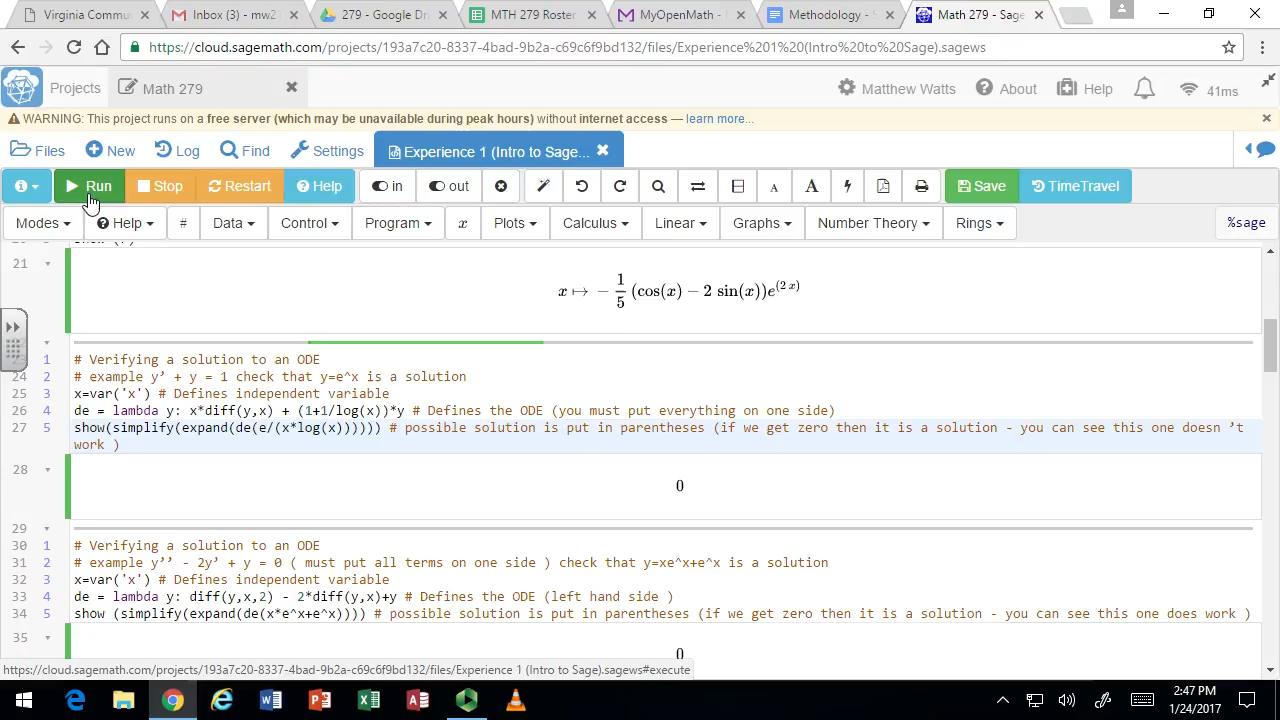 Virginia Commu
Inbox (3) - mw2
279 - Google Dri
MTH 279 Roster
MyOpenMath
Methodology - S
Math 279 - Sage
https://cloud.sagemath.com/projects/193a7c20-8337-4bad-9b2a-c69c6f9bd132/files/Experience%201%20(Intro%20to%20Sage).sagews
Projects
Math 279
Matthew Watts
About
Help
41ms
WARNING: This project runs on a free server (which may be unavailable during peak hours) without internet access — learn more...
Files
New
Log
Find
Settings
Experience 1 (Intro to Sage...
Run
Stop
Restart
Help
in
out
A
A
Save
TimeTravel
Modes
Help
#
Data
Control
Program
x
Plots
Calculus
Linear
Graphs
Number Theory
Rings
%sage
21
x ↦ − 1/5 (cos(x) − 2 sin(x))e^(2 x)
1 # Verifying a solution to an ODE
24 2 # example y’ + y = 1 check that y=e^x is a solution
25 3 x=var('x') # Defines independent variable
26 4 de = lambda y: x*diff(y,x) + (1+1/log(x))*y # Defines the ODE (you must put everything on one side)
27 5 show(simplify(expand(de(e/(x*log(x)))))) # possible solution is put in parentheses (if we get zero then it is a solution - you can see this one doesn ’t
work )
28
0
29
30 1 # Verifying a solution to an ODE
31 2 # example y’’ - 2y’ + y = 0 ( must put all terms on one side ) check that y=xe^x+e^x is a solution
32 3 x=var('x') # Defines independent variable
33 4 de = lambda y: diff(y,x,2) - 2*diff(y,x)+y # Defines the ODE (left hand side )
34 5 show (simplify(expand(de(x*e^x+e^x)))) # possible solution is put in parentheses (if we get zero then it is a solution - you can see this one does work )
35
0
https://cloud.sagemath.com/projects/193a7c20-8337-4bad-9b2a-c69c6f9bd132/files/Experience 1 (Intro to Sage).sagews#execute
2:47 PM
1/24/2017